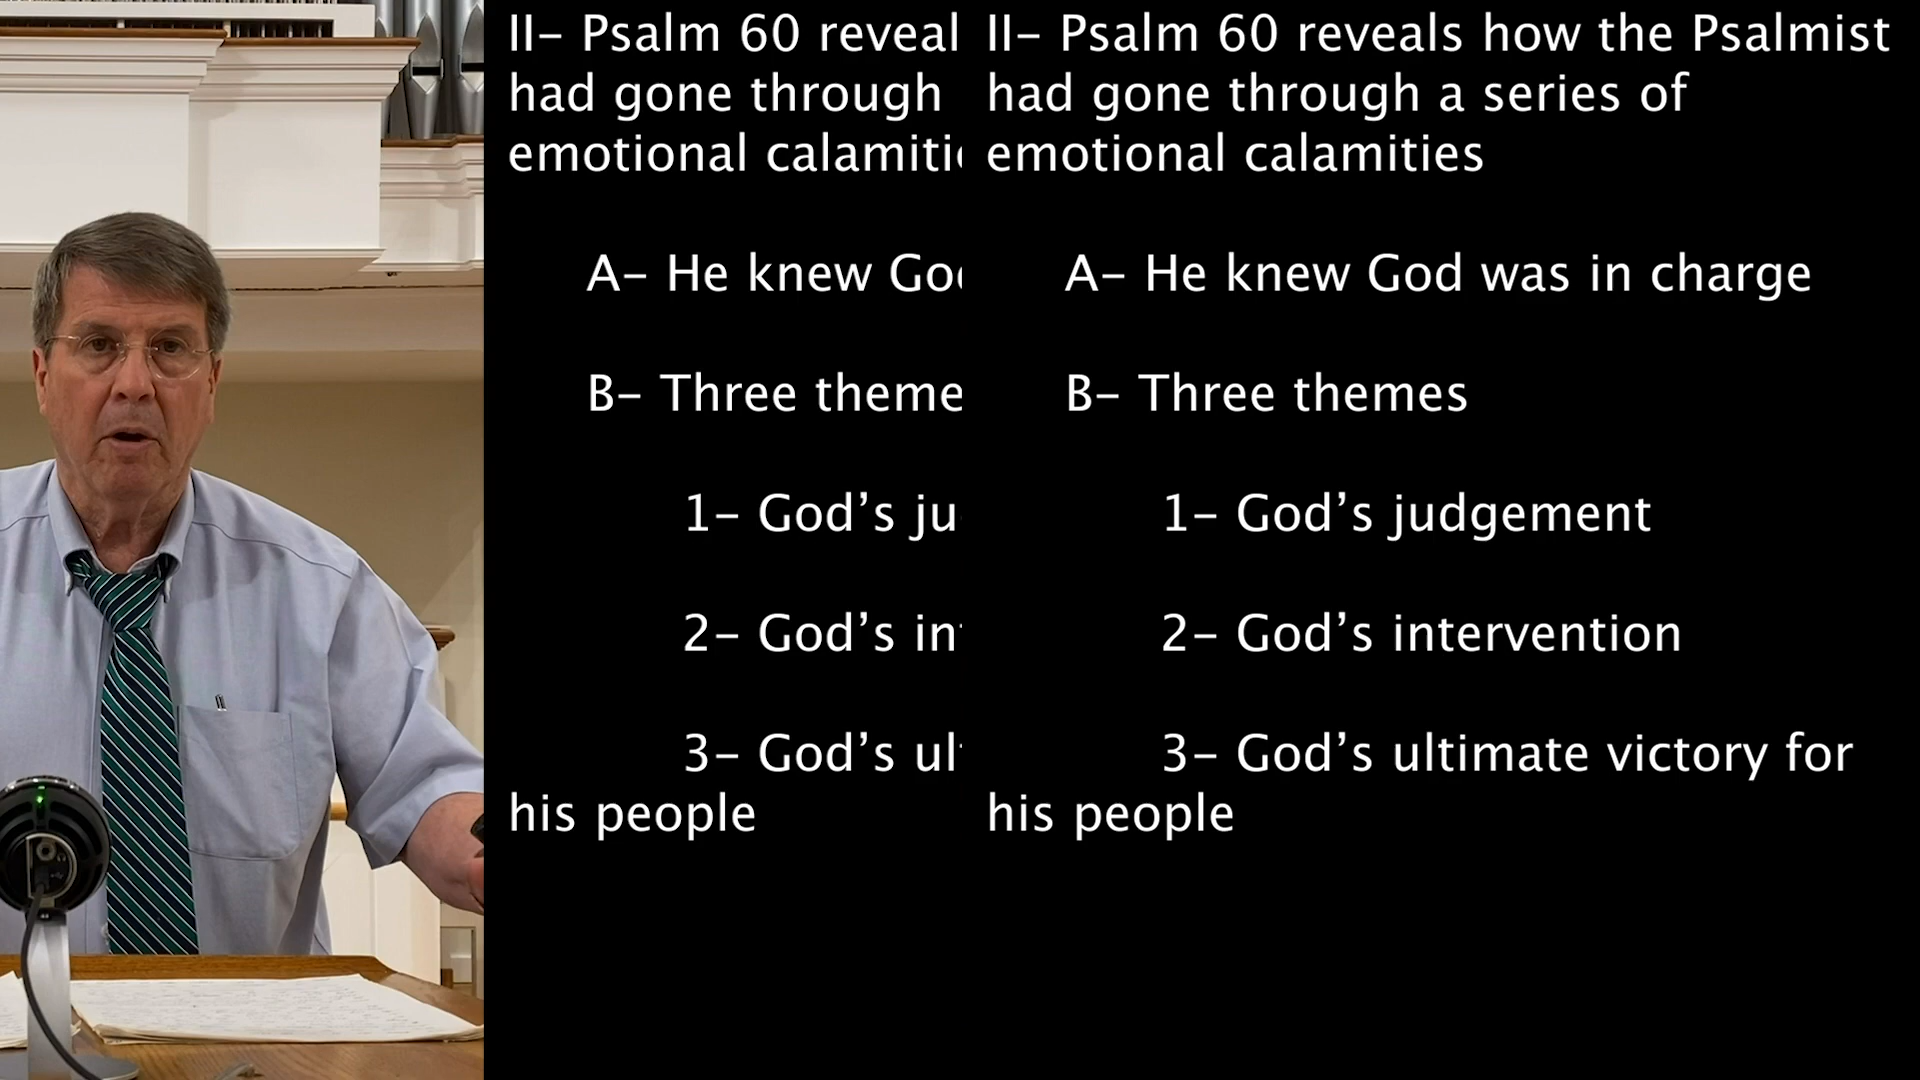 II– Psalm 60 reveal
had gone through
emotional calamiti
A– He knew Go
B– Three theme
1– God’s ju
2– God’s in
3– God’s ul
his people
II– Psalm 60 reveals how the Psalmist
had gone through a series of
emotional calamities
A– He knew God was in charge
B– Three themes
1– God’s judgement
2– God’s intervention
3– God’s ultimate victory for
his people